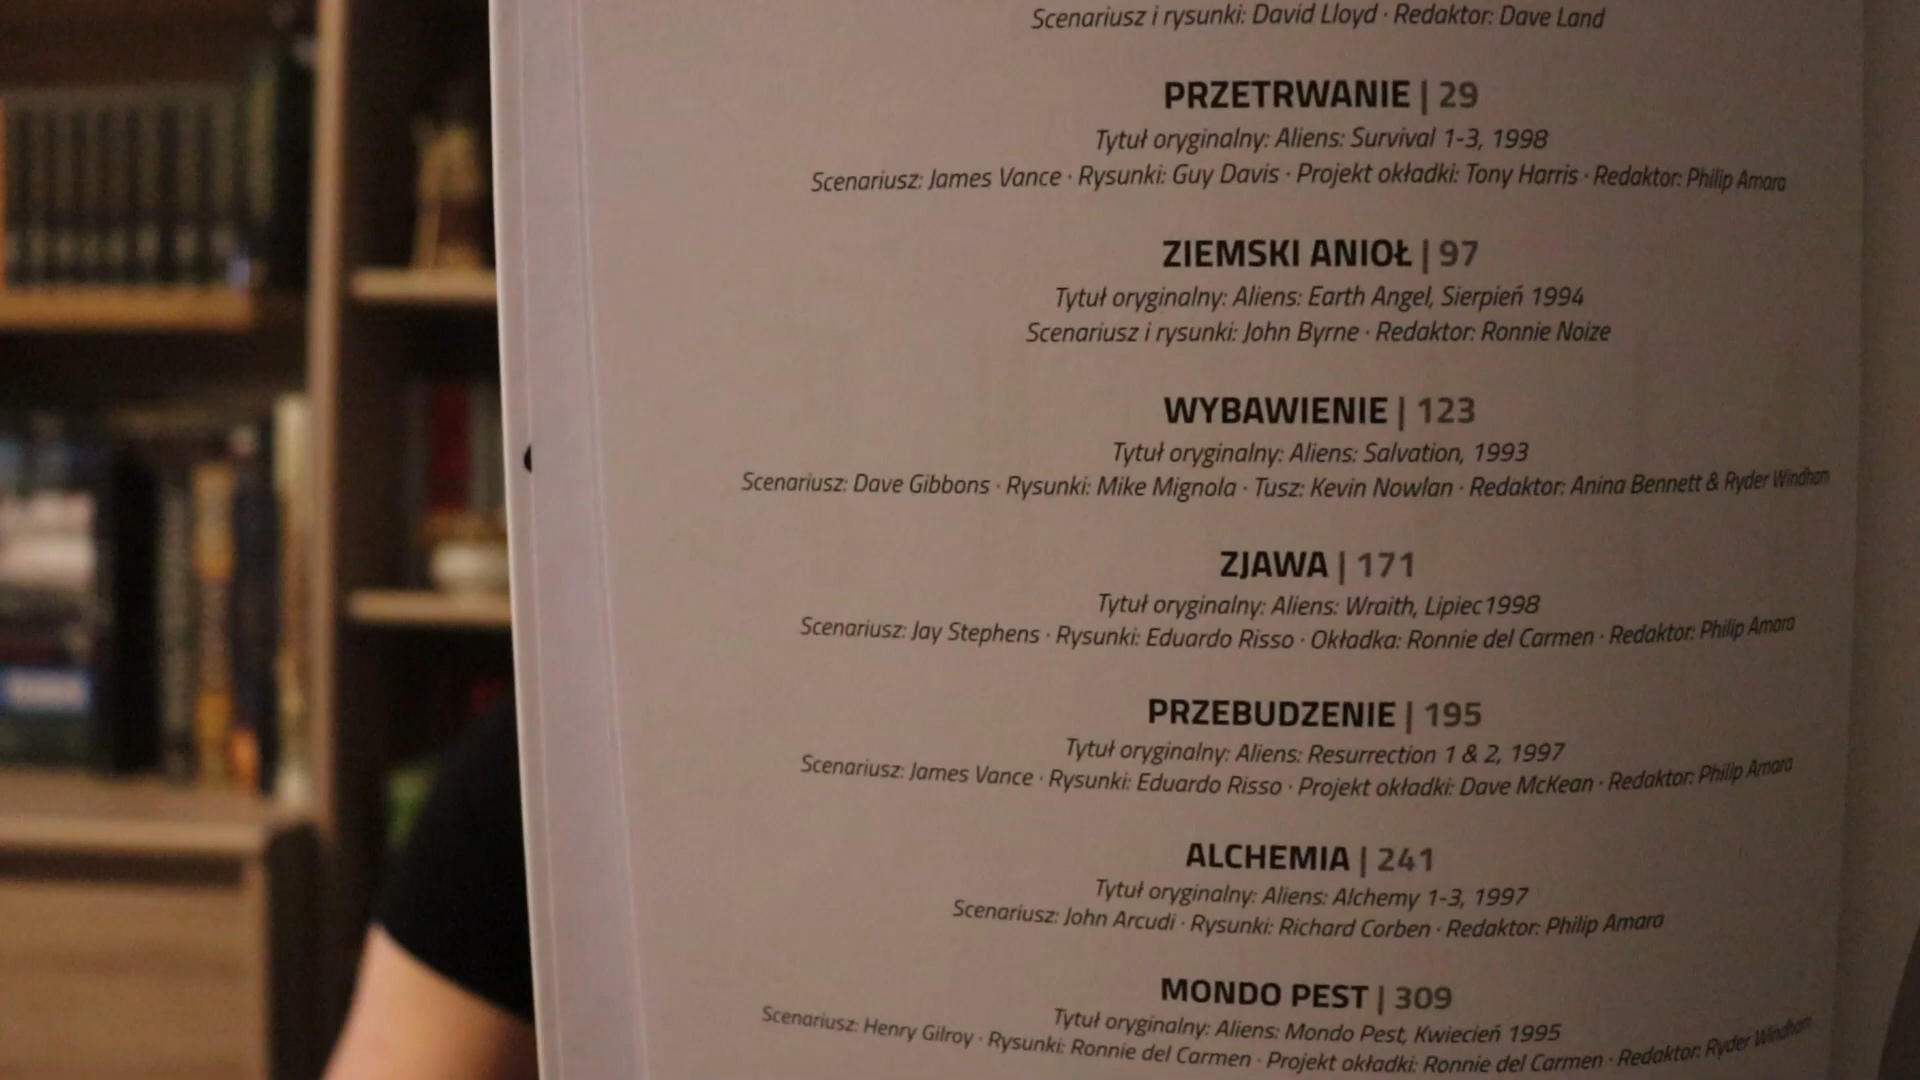 Scenariusz i rysunki: David Lloyd · Redaktor: Dave Land
PRZETRWANIE | 29
Tytuł oryginalny: Aliens: Survival 1-3, 1998
Scenariusz: James Vance · Rysunki: Guy Davis · Projekt okładki: Tony Harris · Redaktor: Philip Amara
ZIEMSKI ANIOŁ | 97
Tytuł oryginalny: Aliens: Earth Angel, Sierpień 1994
Scenariusz i rysunki: John Byrne · Redaktor: Ronnie Noize
WYBAWIENIE | 123
Tytuł oryginalny: Aliens: Salvation, 1993
Scenariusz: Dave Gibbons · Rysunki: Mike Mignola · Tusz: Kevin Nowlan · Redaktor: Anina Bennett & Ryder Windham
ZJAWA | 171
Tytuł oryginalny: Aliens: Wraith, Lipiec1998
Scenariusz: Jay Stephens · Rysunki: Eduardo Risso · Okładka: Ronnie del Carmen · Redaktor: Philip Amara
PRZEBUDZENIE | 195
Tytuł oryginalny: Aliens: Resurrection 1 & 2, 1997
Scenariusz: James Vance · Rysunki: Eduardo Risso · Projekt okładki: Dave McKean · Redaktor: Philip Amara
ALCHEMIA | 241
Tytuł oryginalny: Aliens: Alchemy 1-3, 1997
Scenariusz: John Arcudi · Rysunki: Richard Corben · Redaktor: Philip Amara
MONDO PEST | 309
Tytuł oryginalny: Aliens: Mondo Pest, Kwiecień 1995
Scenariusz: Henry Gilroy · Rysunki: Ronnie del Carmen · Projekt okładki: Ronnie del Carmen · Redaktor: Ryder Windham